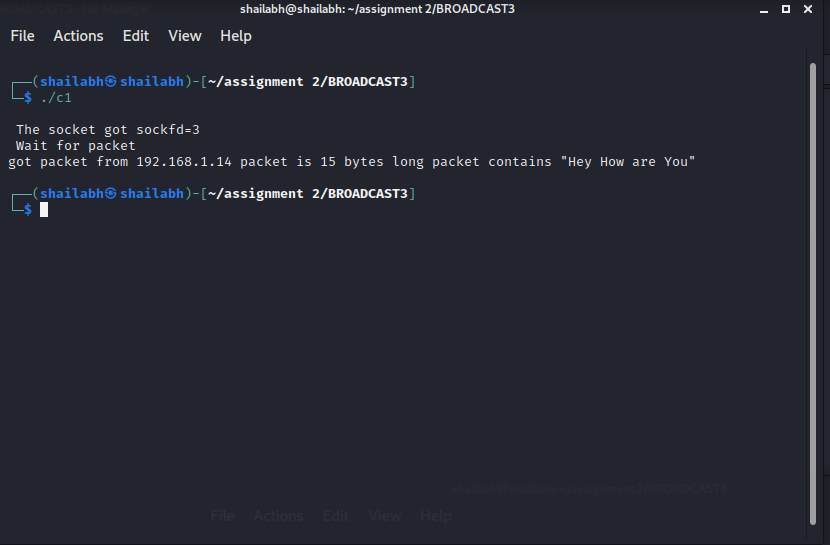 shailabh@shailabh: ~/assignment 2/BROADCAST3
File Actions Edit View Help
┌──(shailabh㉿shailabh)-[~/assignment 2/BROADCAST3]
└─$ ./c1
The socket got sockfd=3
Wait for packet
got packet from 192.168.1.14 packet is 15 bytes long packet contains "Hey How are You"
┌──(shailabh㉿shailabh)-[~/assignment 2/BROADCAST3]
└─$
shailabh@shailabh: ~/assignment 2/BROADCAST3
File Actions Edit View Help